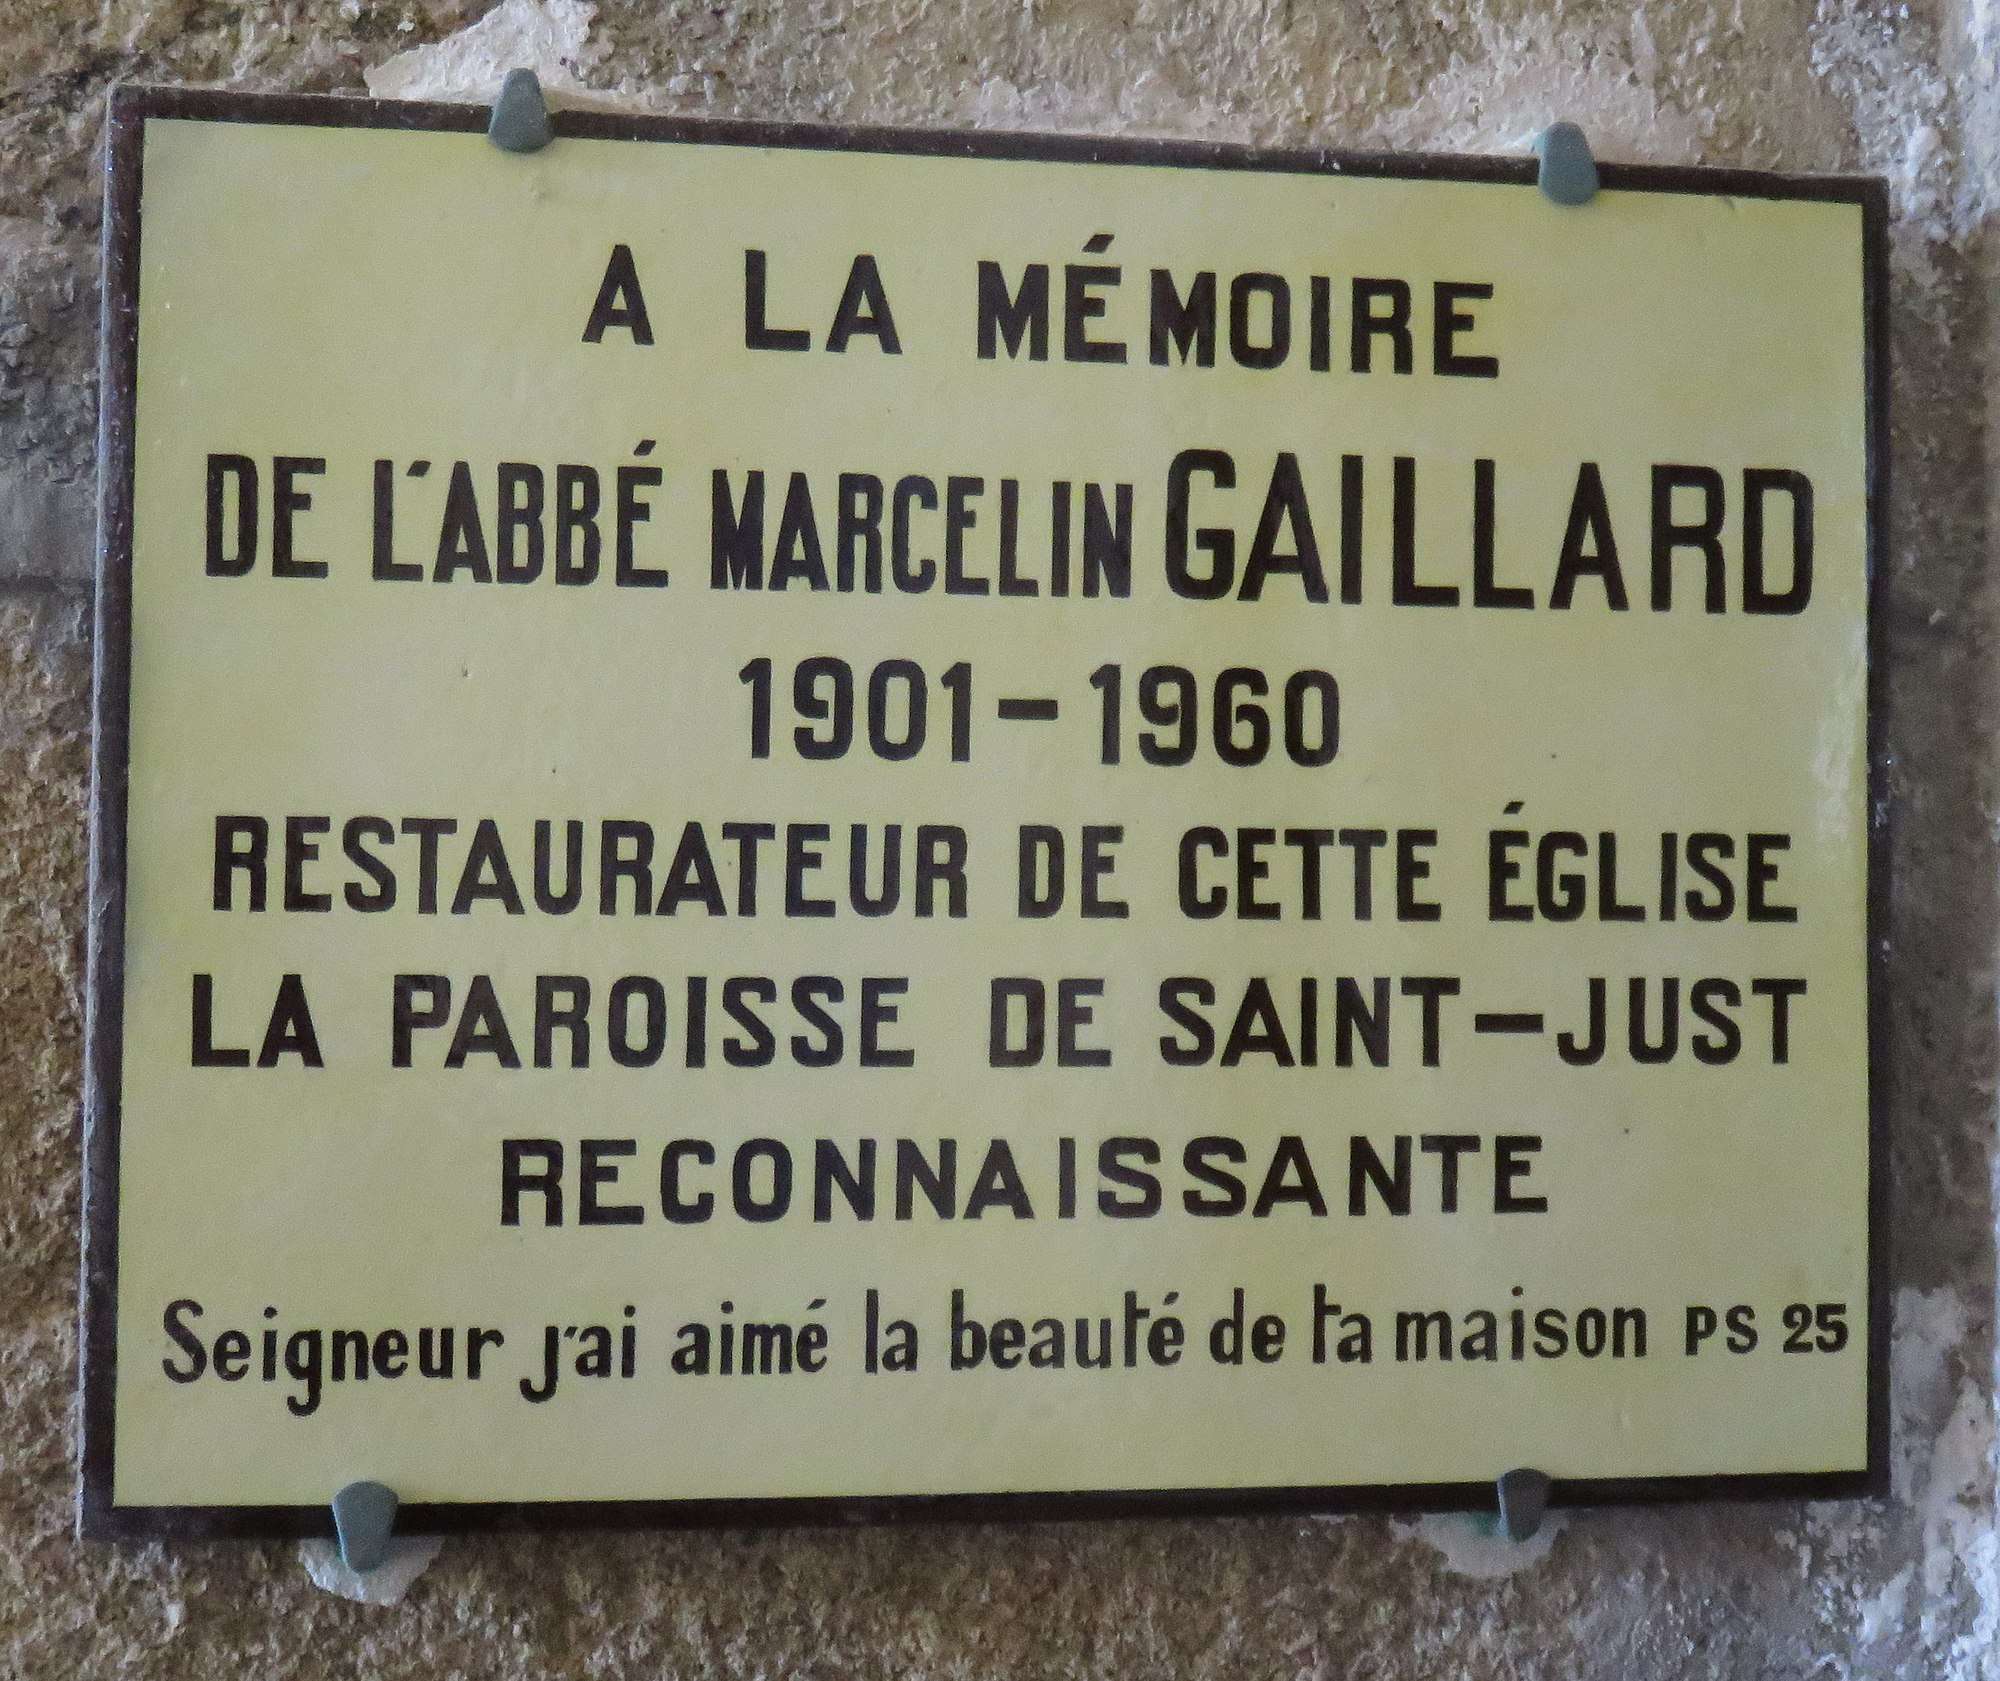 A LA MÉMOIRE
DE L'ABBÉ MARCELIN GAILLARD
1901-1960
RESTAURATEUR DE CETTE ÉGLISE
LA PAROISSE DE SAINT-JUST
RECONNAISSANTE
Seigneur j'ai aimé la beauté de ta maison PS 25